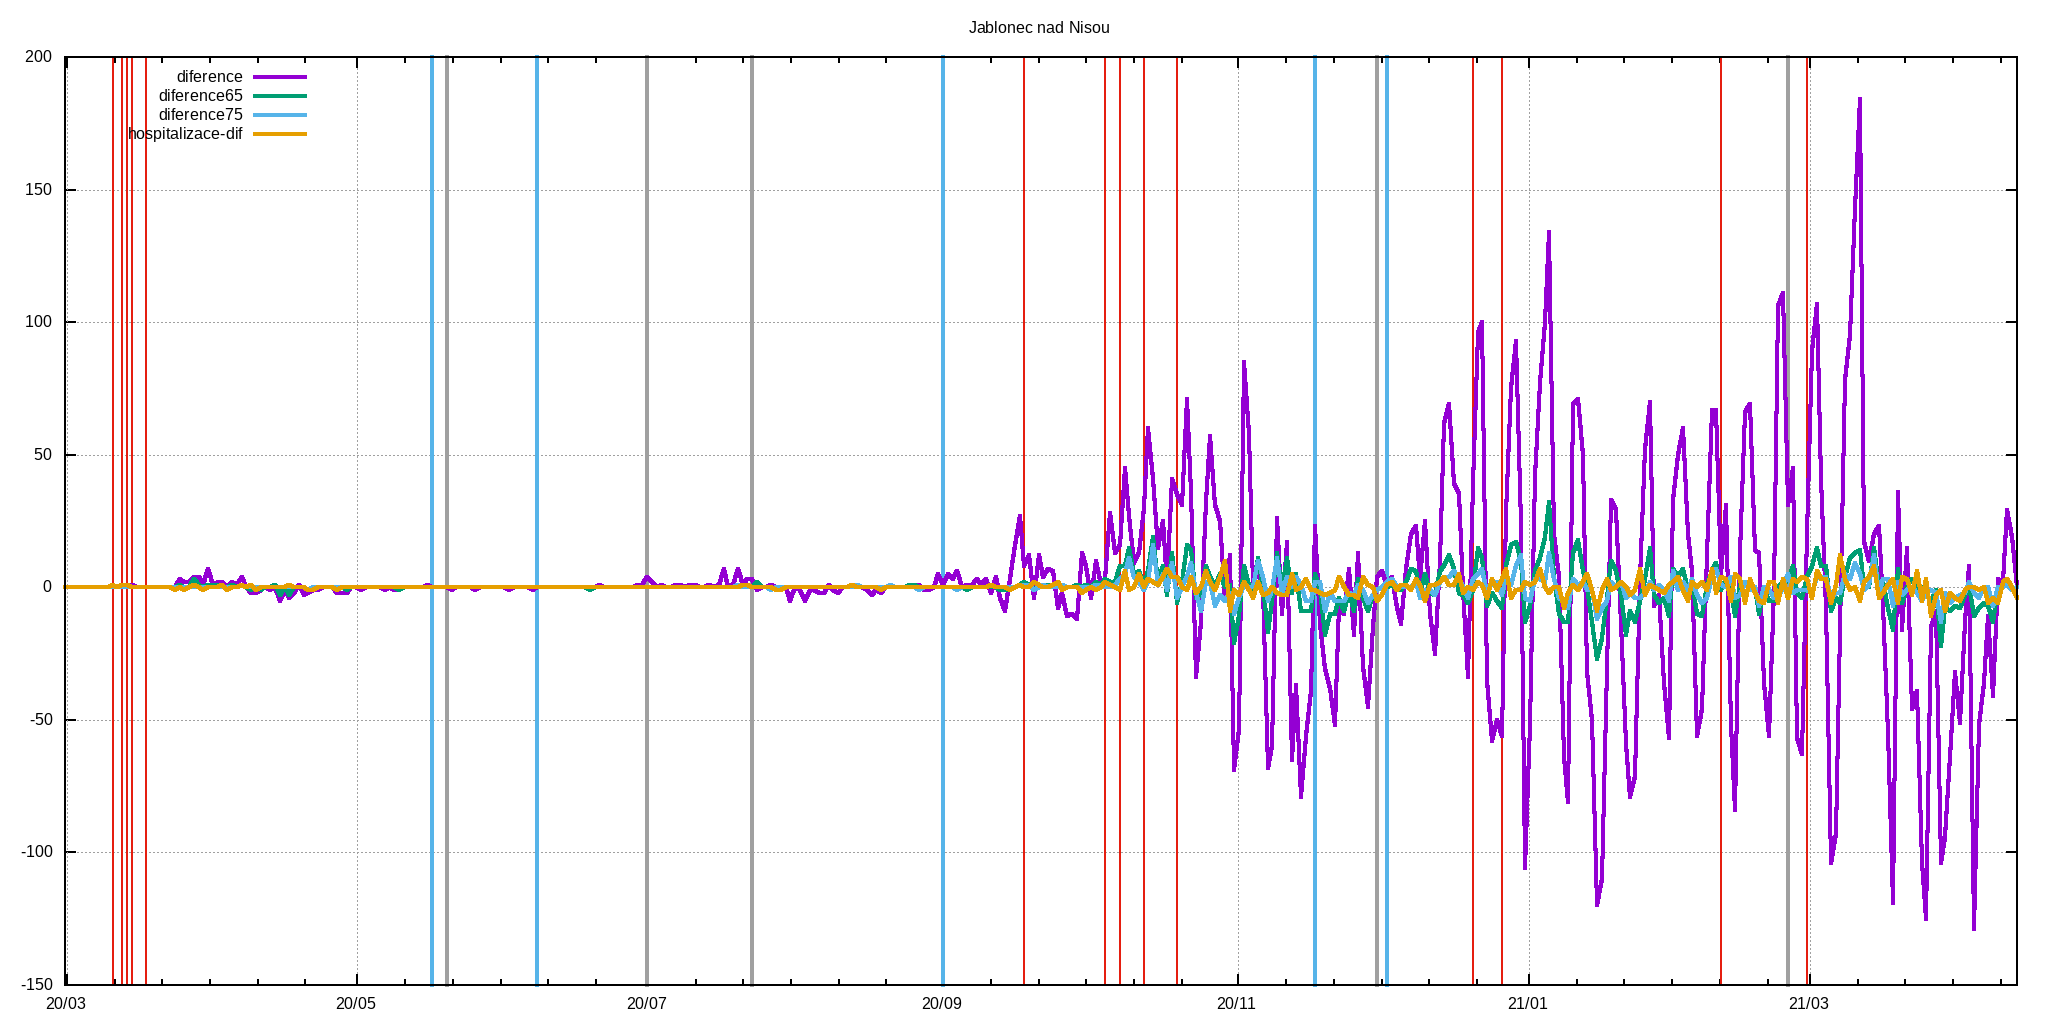 Jablonec nad Nisou
200
150
100
50
0
-50
-100
-150
diference
diference65
diference75
hospitalizace-dif
20/03 20/05 20/07 20/09 20/11 21/01 21/03